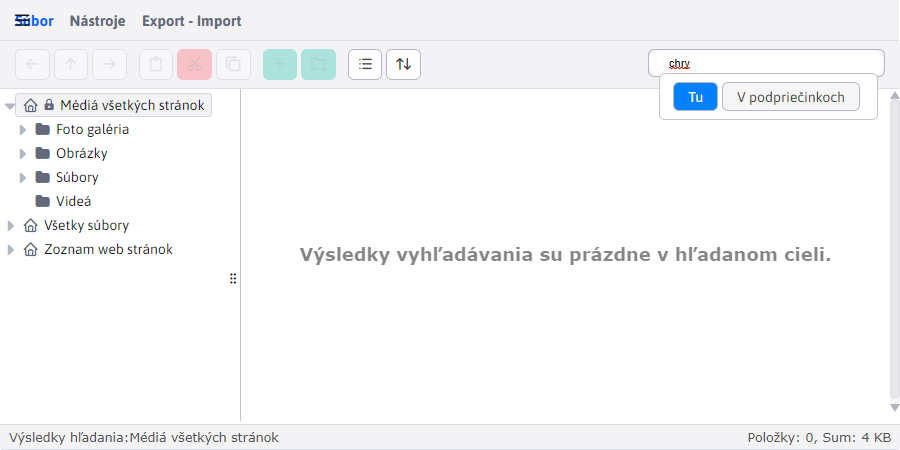 Súbor Nástroje Export - Import
chry
Tu V podpriečinkoch
Médiá všetkých stránok
Foto galéria
Obrázky
Súbory
Videá
Všetky súbory
Zoznam web stránok
Výsledky vyhľadávania su prázdne v hľadanom cieli.
Výsledky hľadania:Médiá všetkých stránok Položky: 0, Sum: 4 KB